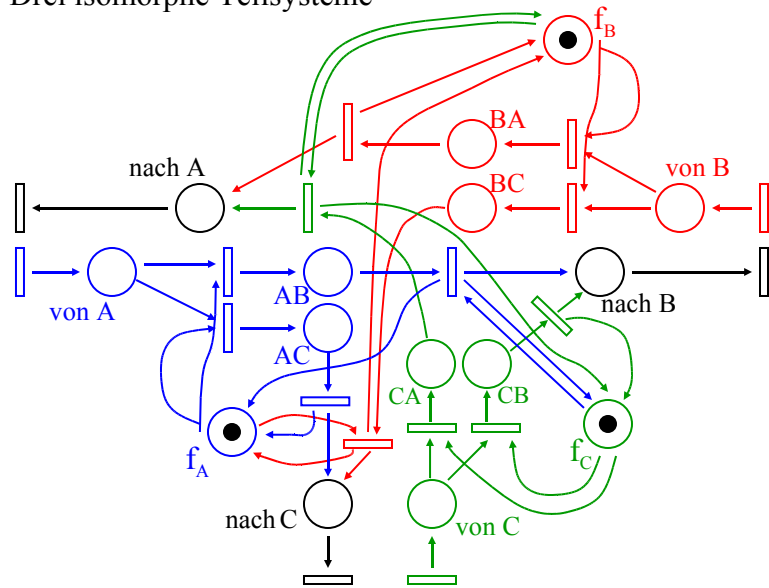 Drei isomorphe Teilsysteme
f_B
BA
nach A
von B
BC
AB
nach B
von A
AC
CA
CB
f_A
f_C
nach C
von C